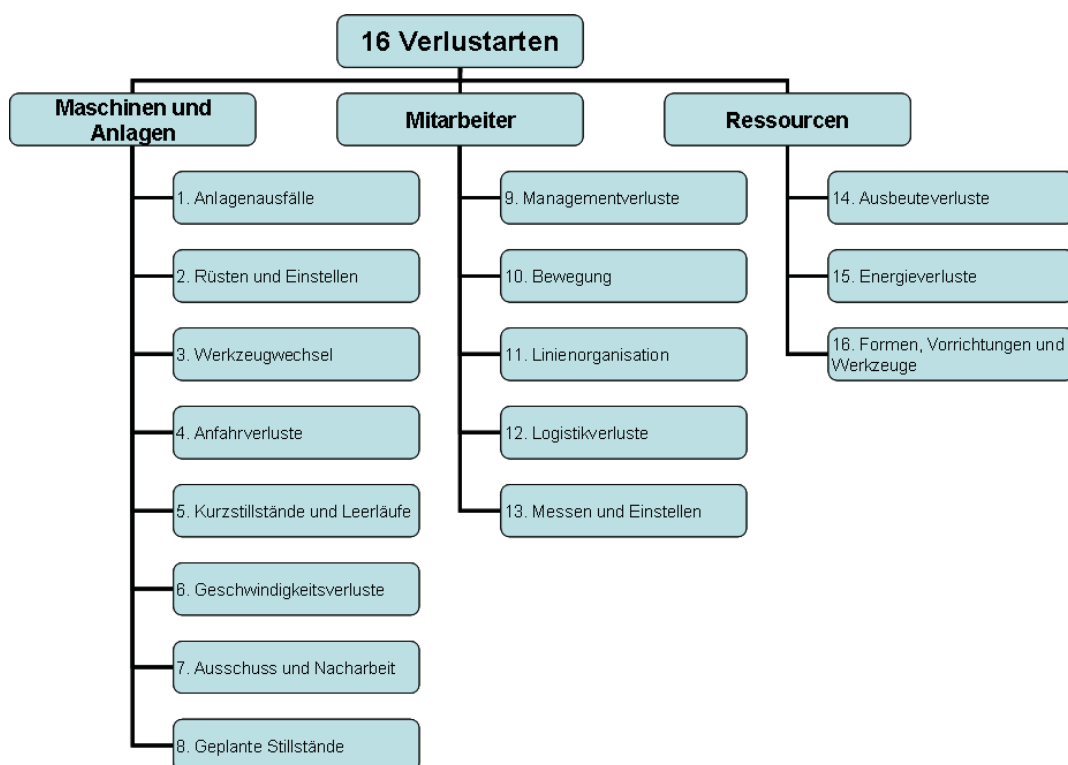 16 Verlustarten
Maschinen und
Anlagen
Mitarbeiter
Ressourcen
1. Anlagenausfälle
2. Rüsten und Einstellen
3. Werkzeugwechsel
4. Anfahrverluste
5. Kurzstillstände und Leerläufe
6. Geschwindigkeitsverluste
7. Ausschuss und Nacharbeit
8. Geplante Stillstände
9. Managementverluste
10. Bewegung
11. Linienorganisation
12. Logistikverluste
13. Messen und Einstellen
14. Ausbeuteverluste
15. Energieverluste
16. Formen, Vorrichtungen und
Werkzeuge